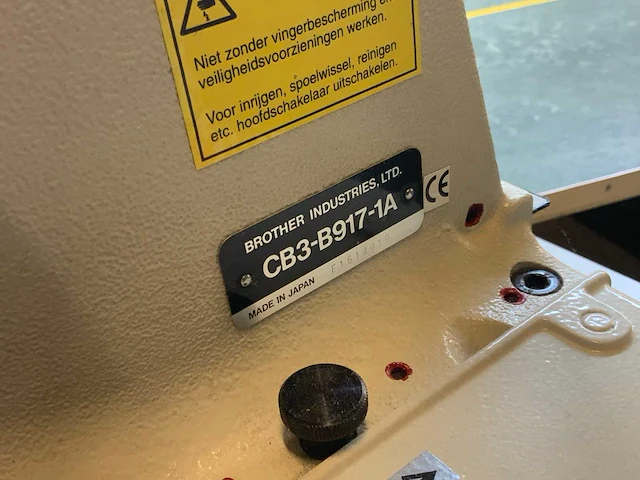 Niet zonder vingerbescherming en
veiligheidsvoorzieningen werken.
Voor inrijgen, spoelwissel, reinigen
etc. hoofdschakelaar uitschakelen.
BROTHER INDUSTRIES, LTD.
CB3-B917-1A
MADE IN JAPAN
CE